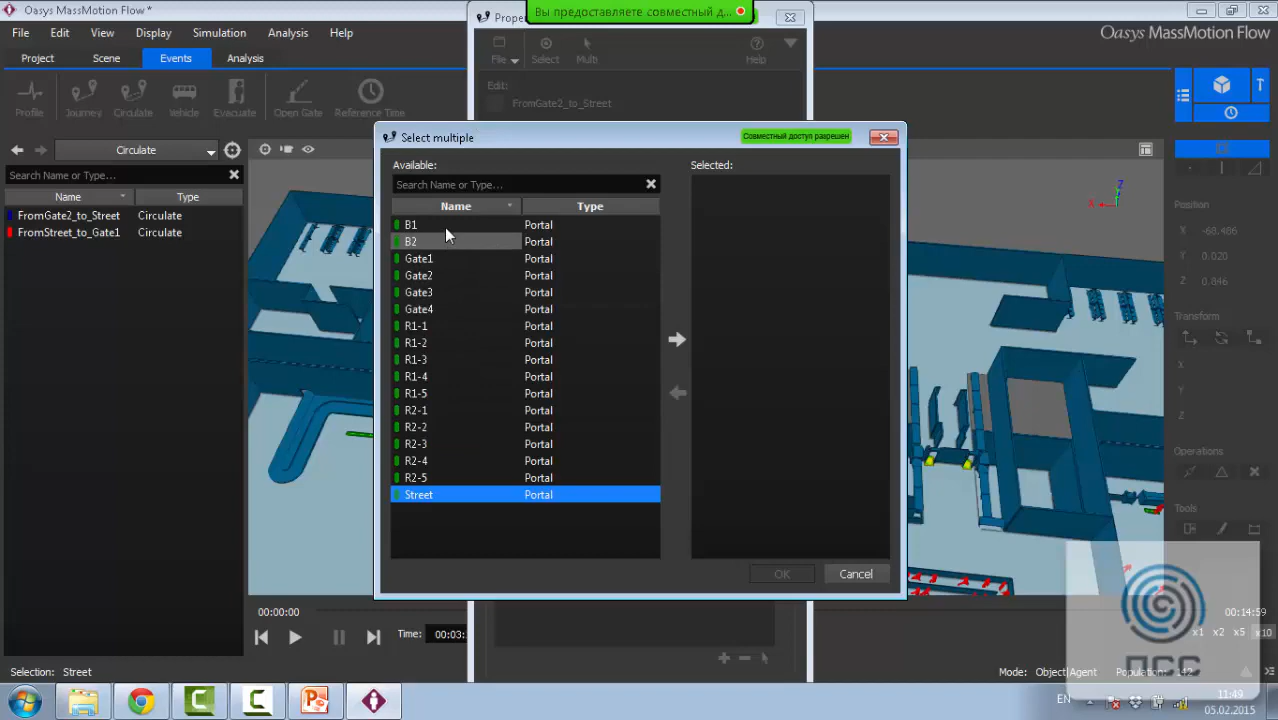 Oasys MassMotion Flow *
Proper
Вы предоставляете совместный д...
File Edit View Display Simulation Analysis Help
Oasys MassMotion Flow
Project Scene Events Analysis
File Select Multi Help
Profile Journey Circulate Vehicle Evacuate Open Gate Reference Time
Edit:
FromGate2_to_Street
Select multiple
Совместный доступ разрешен
Circulate
Available: Selected:
Search Name or Type...
Search Name or Type...
Name Type
FromGate2_to_Street Circulate
FromStreet_to_Gate1 Circulate
Name Type
B1 Portal
B2 Portal
Gate1 Portal
Gate2 Portal
Gate3 Portal
Gate4 Portal
R1-1 Portal
R1-2 Portal
R1-3 Portal
R1-4 Portal
R1-5 Portal
R2-1 Portal
R2-2 Portal
R2-3 Portal
R2-4 Portal
R2-5 Portal
Street Portal
OK Cancel
Z
X
Position
X -68.486
Y 0.020
Z 0.846
Transform
X
Y
Z
Operations
Tools
00:00:00
00:14:59
Time: 00:03:
x1 x2 x5 x10
ПСС
Selection: Street
Mode: Object|Agent Population: 142
EN
11:49
05.02.2015